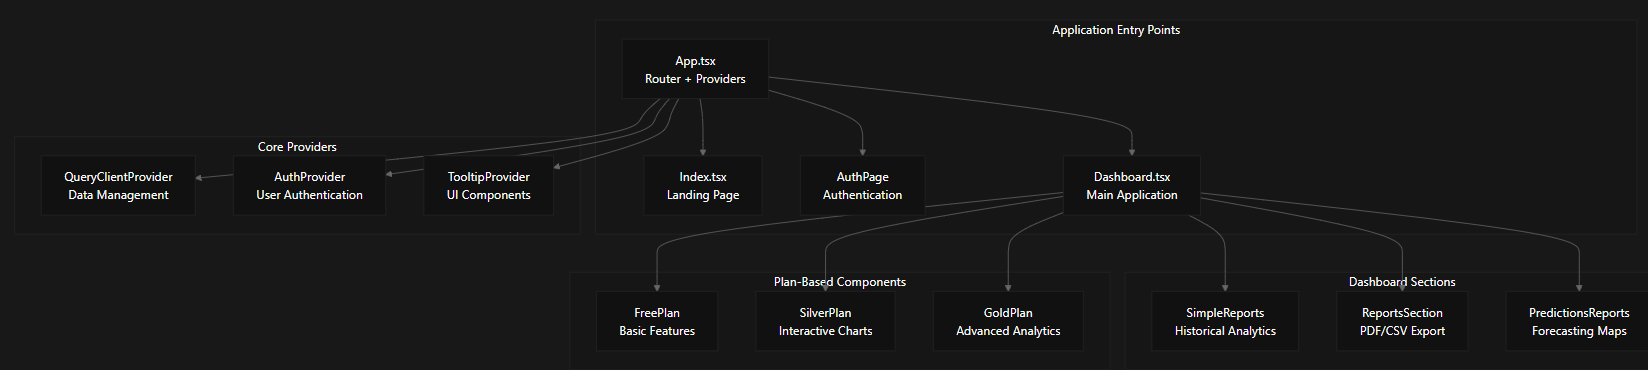 Application Entry Points
App.tsx
Router + Providers
Core Providers
QueryClientProvider
Data Management
AuthProvider
User Authentication
TooltipProvider
UI Components
Index.tsx
Landing Page
AuthPage
Authentication
Dashboard.tsx
Main Application
Plan-Based Components
FreePlan
Basic Features
SilverPlan
Interactive Charts
GoldPlan
Advanced Analytics
Dashboard Sections
SimpleReports
Historical Analytics
ReportsSection
PDF/CSV Export
PredictionsReports
Forecasting Maps